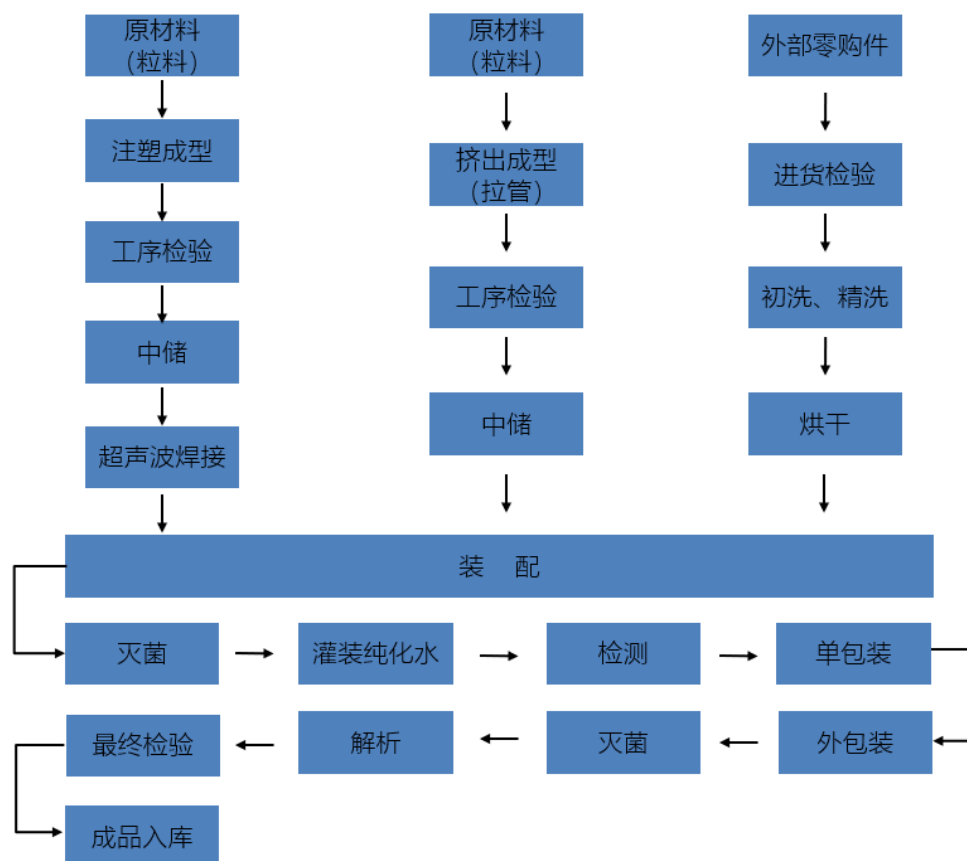 原材料
(粒料)
注塑成型
工序检验
中储
超声波焊接
原材料
(粒料)
挤出成型
(拉管)
工序检验
中储
外部零购件
进货检验
初洗、精洗
烘干
装 配
灭菌
灌装纯化水
检测
单包装
外包装
灭菌
解析
最终检验
成品入库